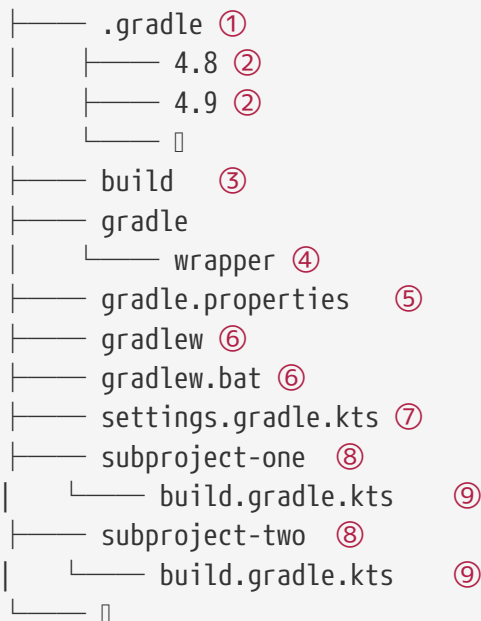 ├── .gradle ①
│ ├── 4.8 ②
│ ├── 4.9 ②
│ └── ▯
├── build ③
├── gradle
│ └── wrapper ④
├── gradle.properties ⑤
├── gradlew ⑥
├── gradlew.bat ⑥
├── settings.gradle.kts ⑦
├── subproject-one ⑧
| └── build.gradle.kts ⑨
├── subproject-two ⑧
| └── build.gradle.kts ⑨
└── ▯